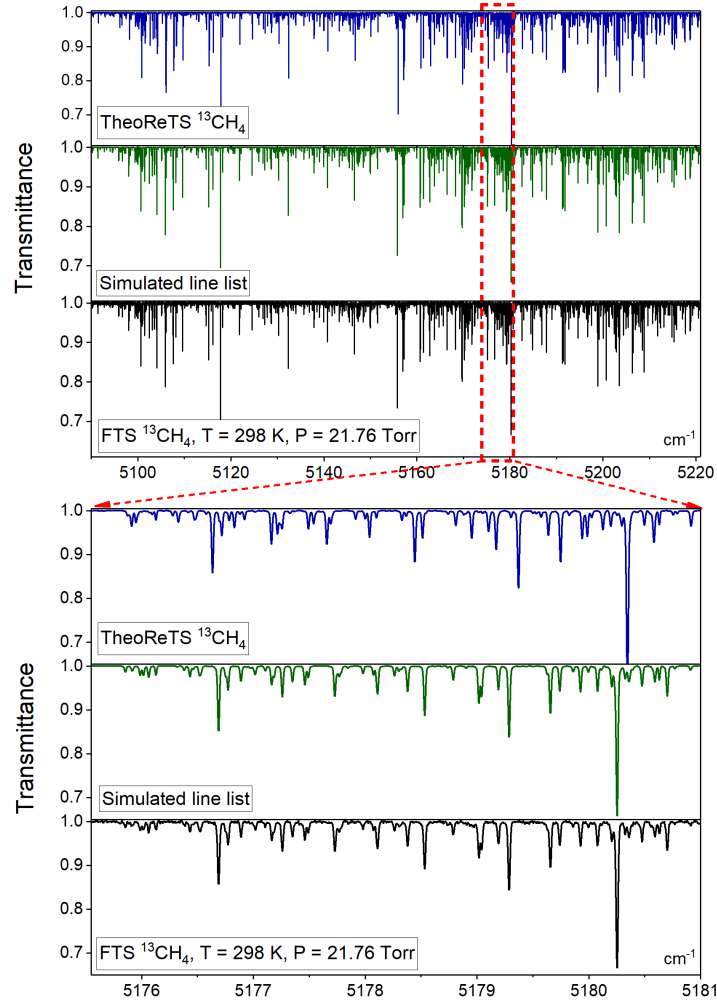 1.0
0.9
0.8
0.7
TheoReTS ¹³CH₄
1.0
0.9
0.8
0.7
Simulated line list
1.0
0.9
0.8
0.7
FTS ¹³CH₄, T = 298 K, P = 21.76 Torr
cm⁻¹
Transmittance
5100 5120 5140 5160 5180 5200 5220
1.0
0.9
0.8
0.7
TheoReTS ¹³CH₄
1.0
0.9
0.8
0.7
Simulated line list
1.0
0.9
0.8
0.7
FTS ¹³CH₄, T = 298 K, P = 21.76 Torr
cm⁻¹
Transmittance
5176 5177 5178 5179 5180 5181